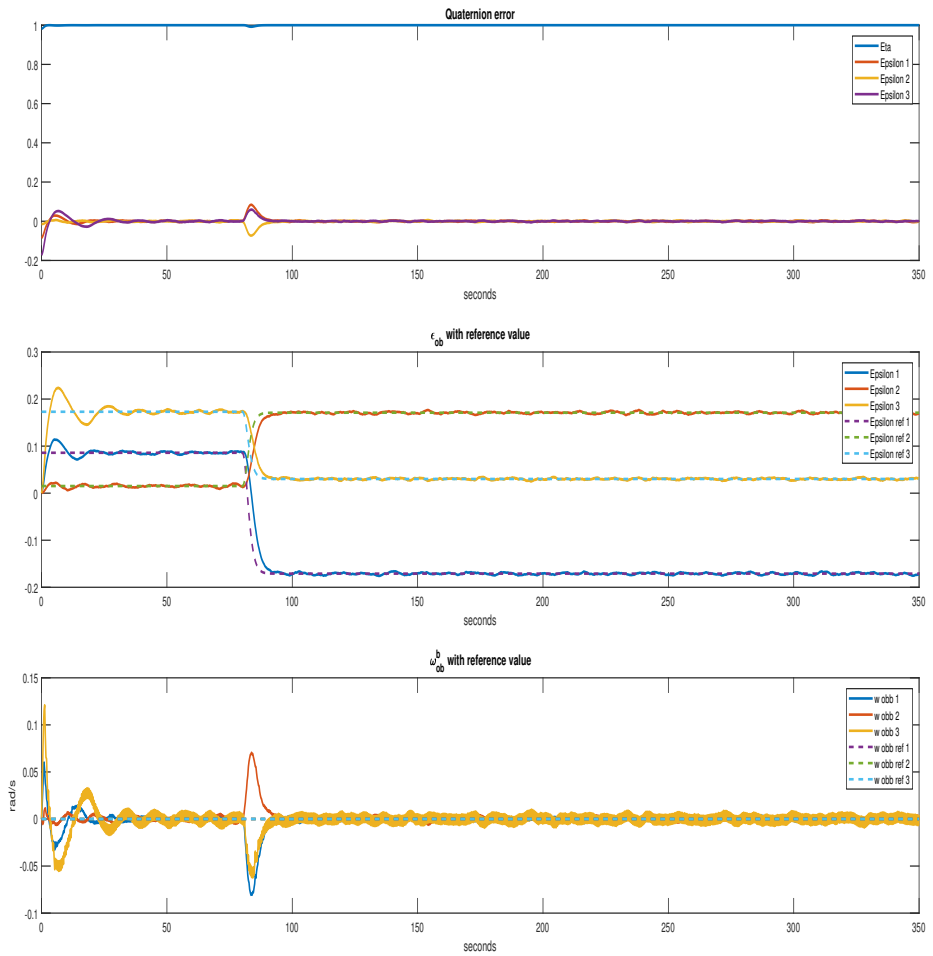 Quaternion error
1
0.8
0.6
0.4
0.2
0
-0.2
Eta
Epsilon 1
Epsilon 2
Epsilon 3
0 50 100 150 200 250 300 350
seconds
ϵob with reference value
0.3
0.2
0.1
0
-0.1
-0.2
Epsilon 1
Epsilon 2
Epsilon 3
Epsilon ref 1
Epsilon ref 2
Epsilon ref 3
0 50 100 150 200 250 300 350
seconds
ω^b_ob with reference value
0.15
0.1
0.05
0
-0.05
-0.1
rad/s
w obb 1
w obb 2
w obb 3
w obb ref 1
w obb ref 2
w obb ref 3
0 50 100 150 200 250 300 350
seconds